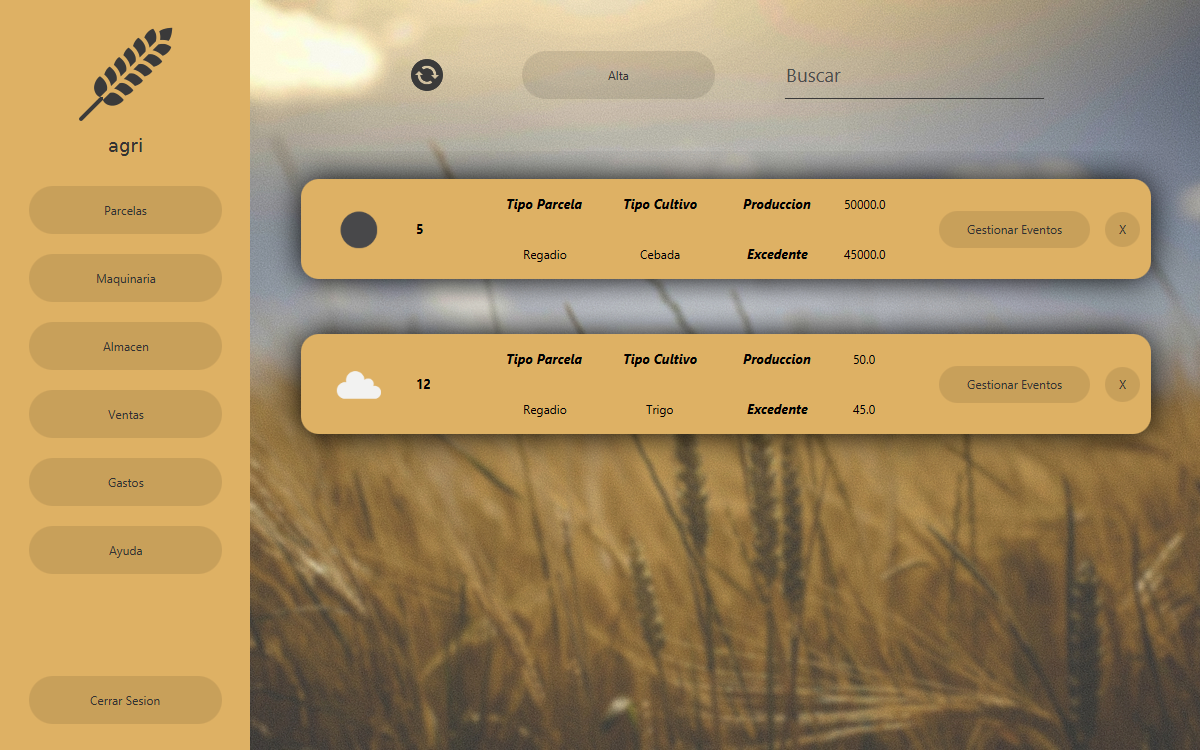 agri
Parcelas
Maquinaria
Almacen
Ventas
Gastos
Ayuda
Cerrar Sesion
Alta
Buscar
5
Tipo Parcela Tipo Cultivo Produccion 50000.0
Regadio Cebada Excedente 45000.0
Gestionar Eventos X
12
Tipo Parcela Tipo Cultivo Produccion 50.0
Regadio Trigo Excedente 45.0
Gestionar Eventos X